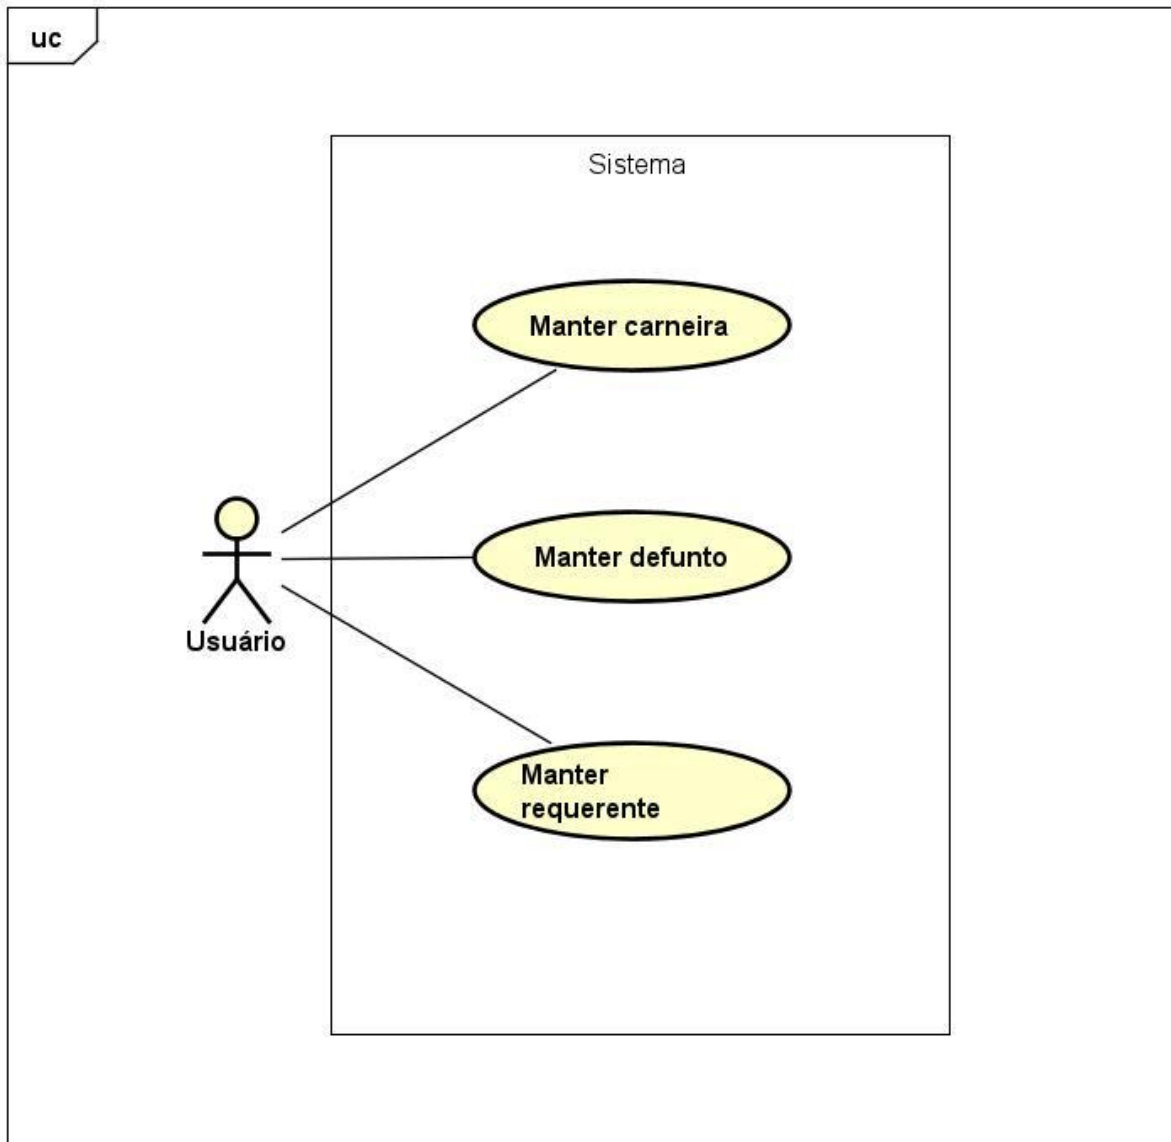 uc
Sistema
Manter carneira
Manter defunto
Usuário
Manter
requerente